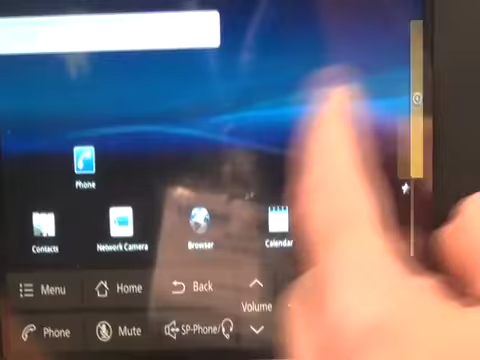 Phone
Contacts
Network Camera
Browser
Calendar
Menu
Home
Back
Volume
Phone
Mute
SP-Phone/